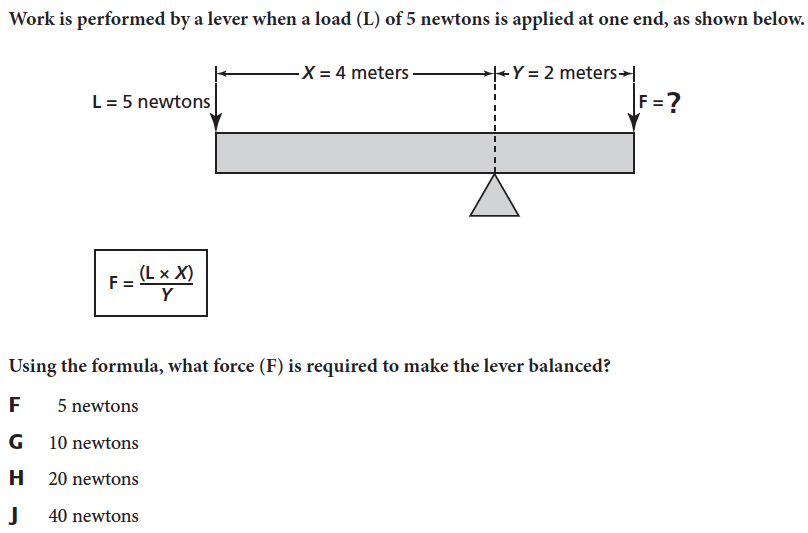 Work is performed by a lever when a load (L) of 5 newtons is applied at one end, as shown below.
X = 4 meters Y = 2 meters
L = 5 newtons F = ?
F = (L × X)
Y
Using the formula, what force (F) is required to make the lever balanced?
F 5 newtons
G 10 newtons
H 20 newtons
J 40 newtons